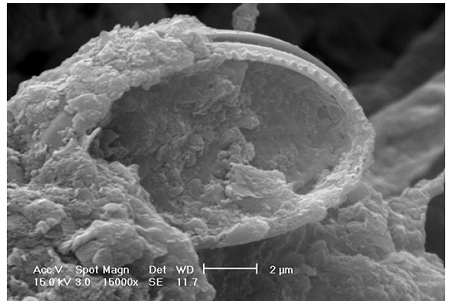 Acc.V Spot Magn Det WD 2 µm
15.0 kV 3.0 15000x SE 11.7